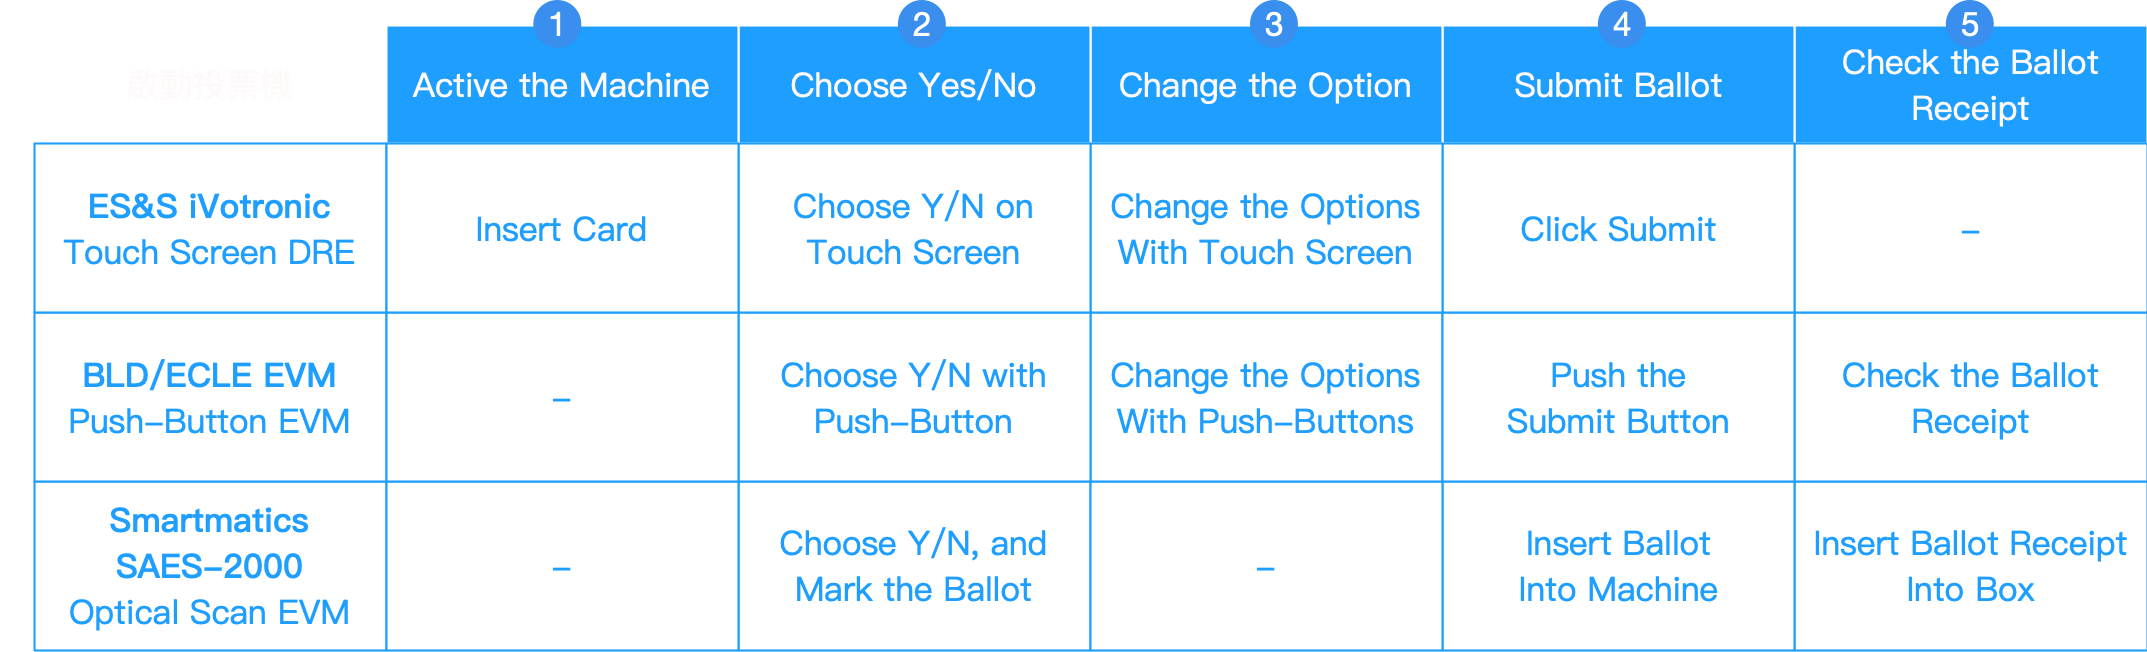 1
2
3
4
5
啟動投票機
Active the Machine
Choose Yes/No
Change the Option
Submit Ballot
Check the Ballot
Receipt
ES&S iVotronic
Touch Screen DRE
Insert Card
Choose Y/N on
Touch Screen
Change the Options
With Touch Screen
Click Submit
–
BLD/ECLE EVM
Push–Button EVM
–
Choose Y/N with
Push–Button
Change the Options
With Push–Buttons
Push the
Submit Button
Check the Ballot
Receipt
Smartmatics
SAES–2000
Optical Scan EVM
–
Choose Y/N, and
Mark the Ballot
–
Insert Ballot
Into Machine
Insert Ballot Receipt
Into Box